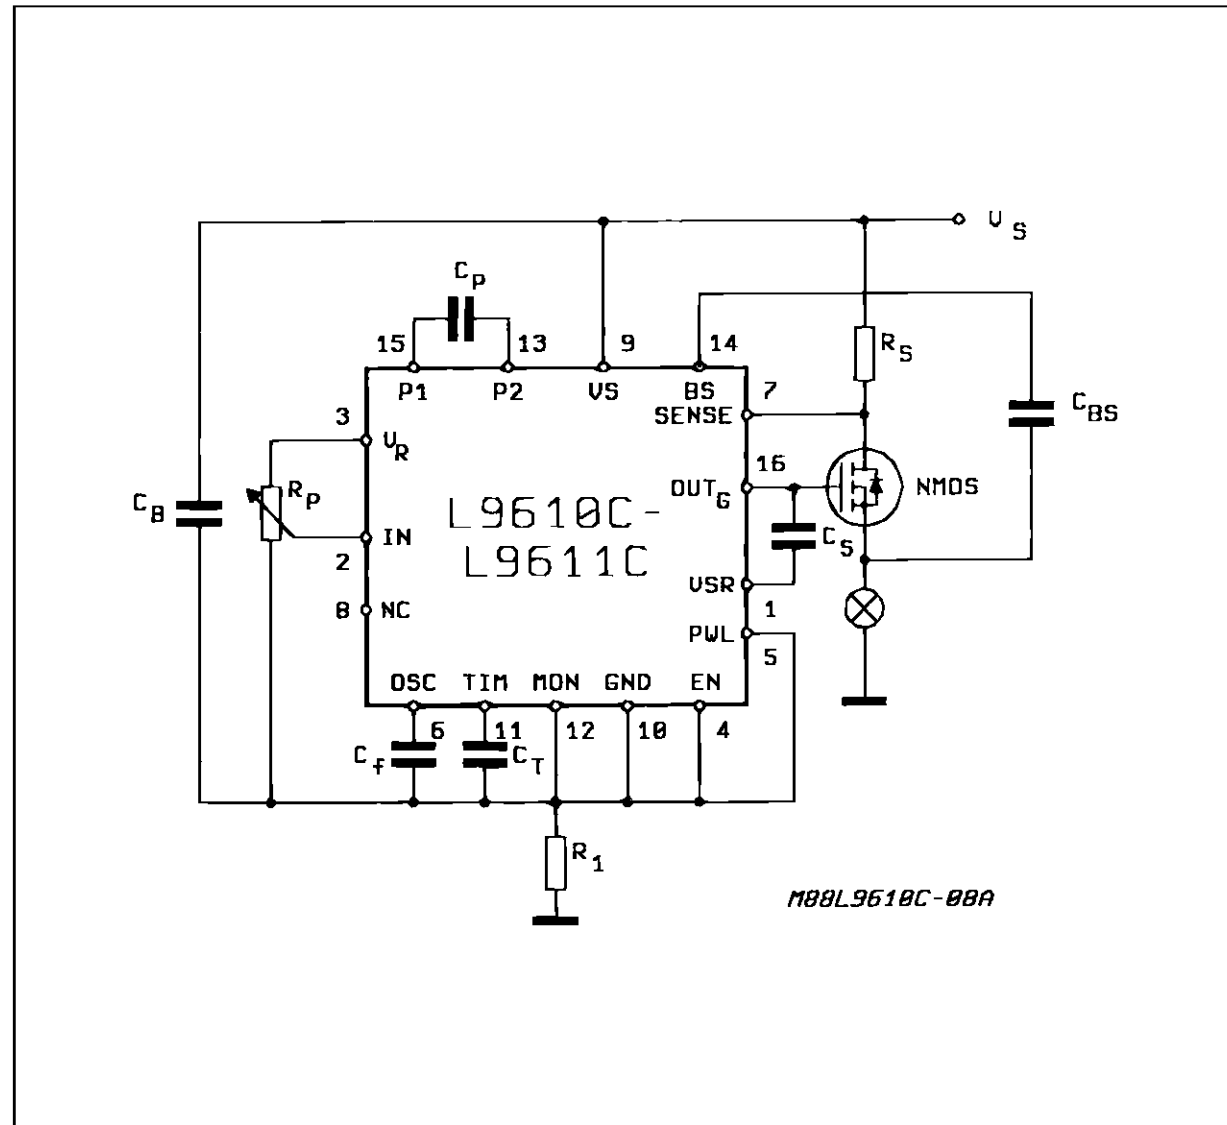 V S
C P
15 13 9 14
R S
P1 P2 VS BS
7
SENSE
C BS
3
V R
16
R P
OUT G
NMOS
C B
L9610C-
L9611C
C S
IN
2
VSR
8 NC
1
PWL
5
OSC TIM MON GND EN
6 11 12 10 4
C f
C T
R 1
M88L9610C-08A